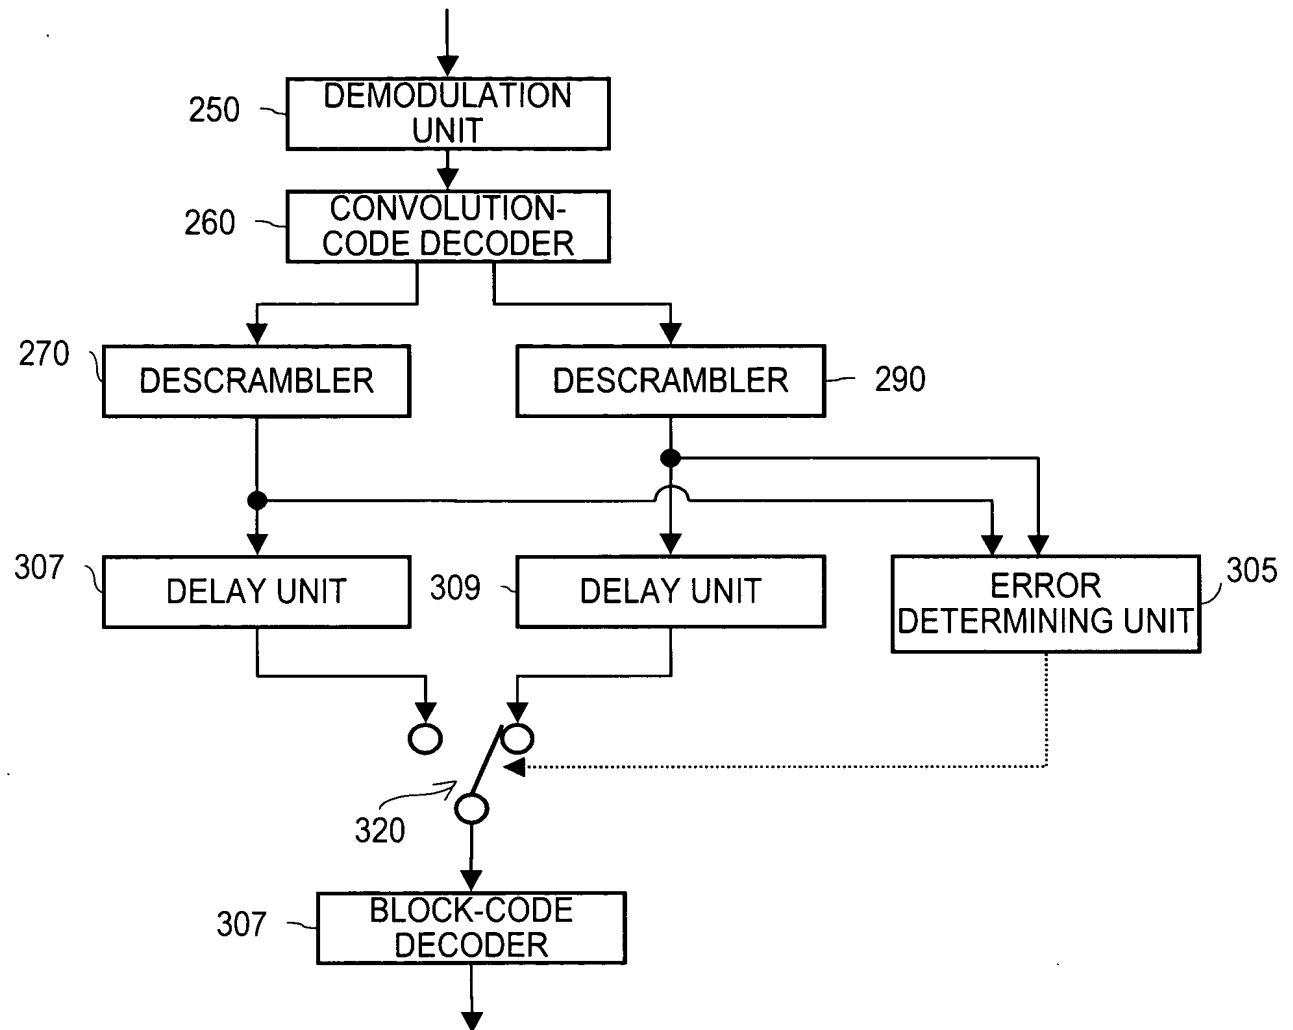 250
DEMODULATION
UNIT
260
CONVOLUTION-
CODE DECODER
270
DESCRAMBLER
DESCRAMBLER
290
307
DELAY UNIT
309
DELAY UNIT
ERROR
DETERMINING UNIT
305
320
307
BLOCK-CODE
DECODER